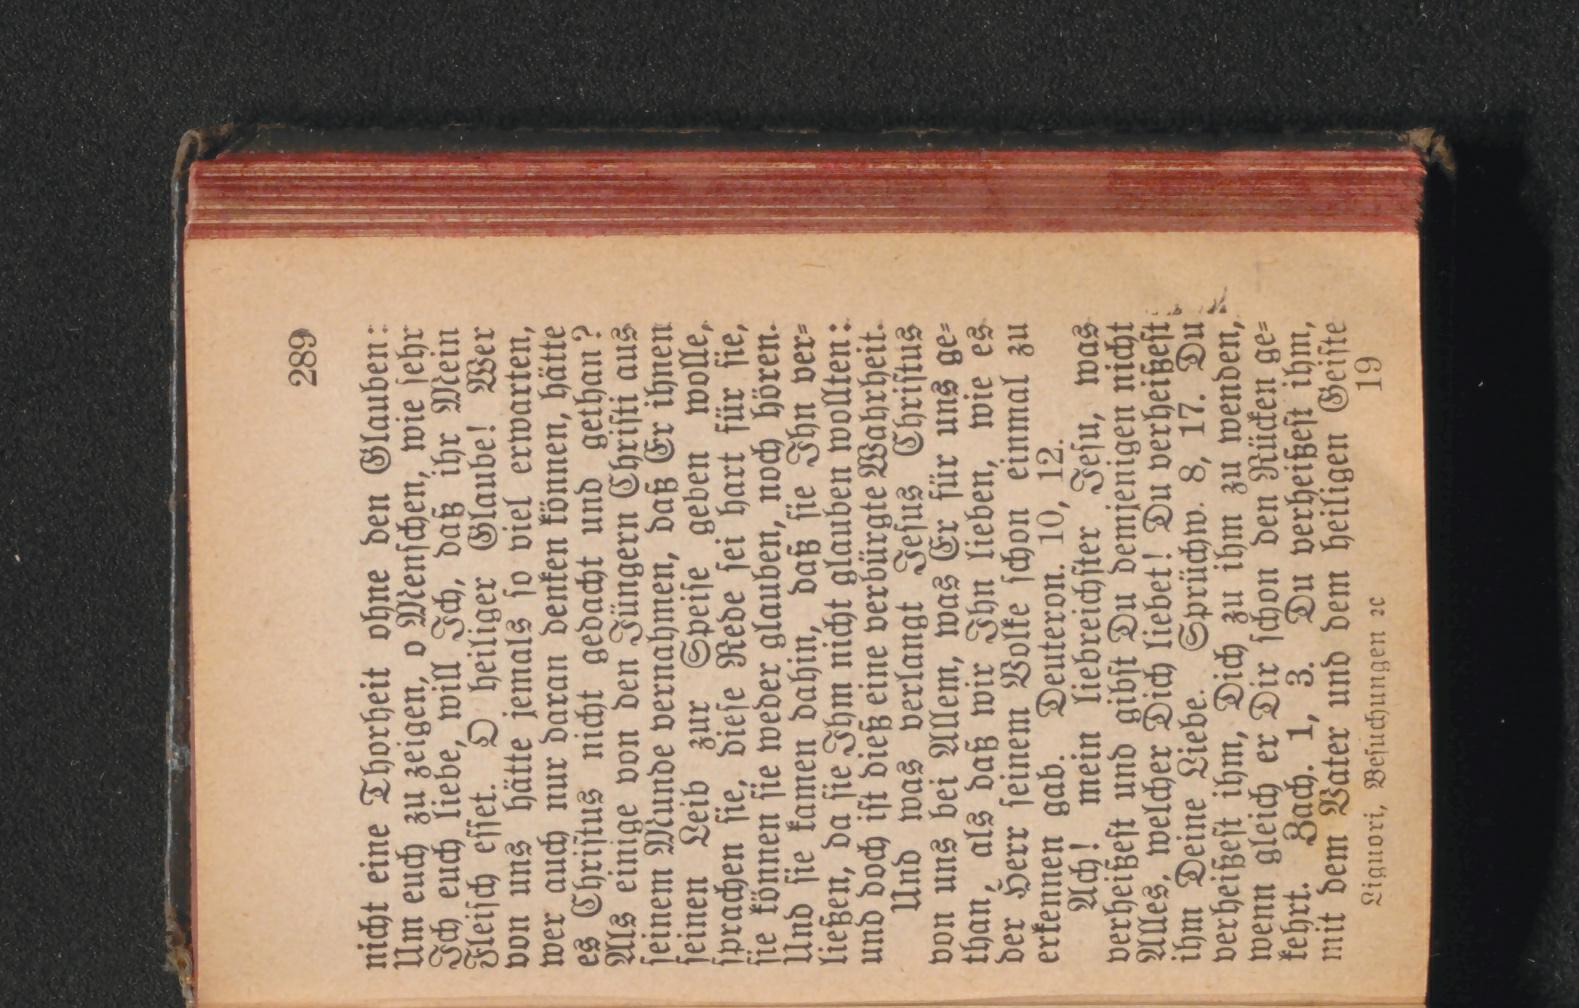 289
nicht eine Thorheit ohne den Glauben:
Um euch zu zeigen, o Menschen, wie sehr
Ich euch liebe, will Ich, daß ihr Mein
Fleisch esset. O heiliger Glaube! Wer
von uns hätte jemals so viel erwarten,
wer auch nur daran denken können, hätte
es Christus nicht gedacht und gethan?
Als einige von den Jüngern Christi aus
seinem Munde vernahmen, daß Er ihnen
seinen Leib zur Speise geben wolle,
sprachen sie, diese Rede sei hart für sie,
sie können sie weder glauben, noch hören.
Und sie kamen dahin, daß sie Ihn ver-
ließen, da sie Ihm nicht glauben wollten:
und doch ist dieß eine verbürgte Wahrheit.
Und was verlangt Jesus Christus
von uns bei Allem, was Er für uns ge-
than, als daß wir Ihn lieben, wie es
der Herr seinem Volke schon einmal zu
erkennen gab. Deuteron. 10, 12.
Ach! mein liebreichster Jesu, was
verheißest und gibst Du demjenigen nicht
Alles, welcher Dich liebet! Du verheißest
ihm Deine Liebe. Sprüchw. 8, 17. Du
verheißest ihm, Dich zu ihm zu wenden,
wenn gleich er Dir schon den Rücken ge-
kehrt. Zach. 1, 3. Du verheißest ihm,
mit dem Vater und dem heiligen Geiste
Liguori, Besuchungen ꝛc 19